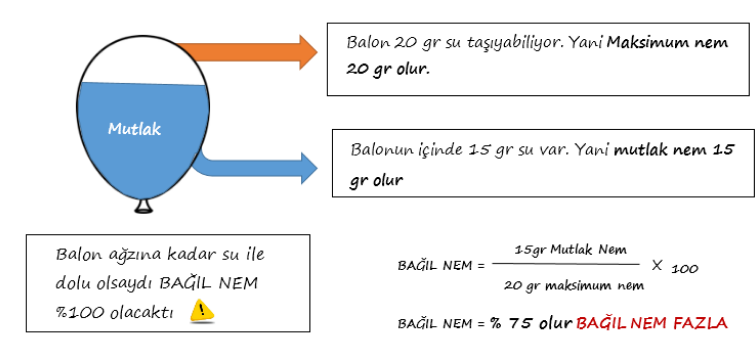 Balon 20 gr su taşıyabiliyor. Yani Maksimum nem
20 gr olur.
Mutlak
Balonun içinde 15 gr su var. Yani mutlak nem 15
gr olur
Balon ağzına kadar su ile
dolu olsaydı BAĞIL NEM
%100 olacaktı
BAĞIL NEM = 15gr Mutlak Nem
20 gr maksimum nem
X 100
BAĞIL NEM = % 75 olur BAĞIL NEM FAZLA